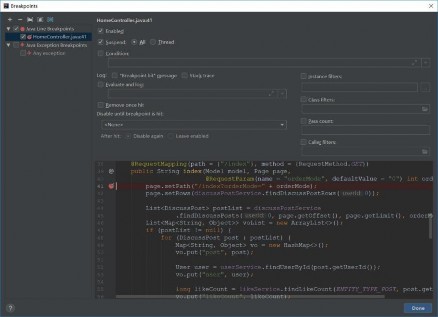 Breakpoints
Java Line Breakpoints
HomeController.java:41
Java Exception Breakpoints
Any exception
HomeController.java:41
Enabled
Suspend: All Thread
Condition:
Log: "Breakpoint hit" message Stack trace
Instance filters:
Evaluate and log:
Class filters:
Remove once hit
Disable until breakpoint is hit:
Pass count:
<None>
After hit: Disable again Leave enabled
Caller filters:
@RequestMapping(path = {"/index"}, method = {RequestMethod.GET})
public String index(Model model, Page page,
@RequestParam(name = "orderMode", defaultValue = "0") int ord
41 page.setPath("/index?orderMode=" + orderMode);
page.setRows(discussPostService.findDiscussPostRows( 0));
List<DiscussPost> postList = discussPostService
.findDiscussPosts( 0, page.getOffset(), page.getLimit(), orderM
List<Map<String, Object>> voList = new ArrayList<>();
if (postList != null) {
for (DiscussPost post : postList) {
Map<String, Object> vo = new HashMap<>();
vo.put("post", post);
User user = userService.findUserById(post.getUserId());
vo.put("user", user);
long likeCount = likeService.findLikeCount(ENTITY_TYPE_POST, post.get
vo.put("likeCount", likeCount);
Done